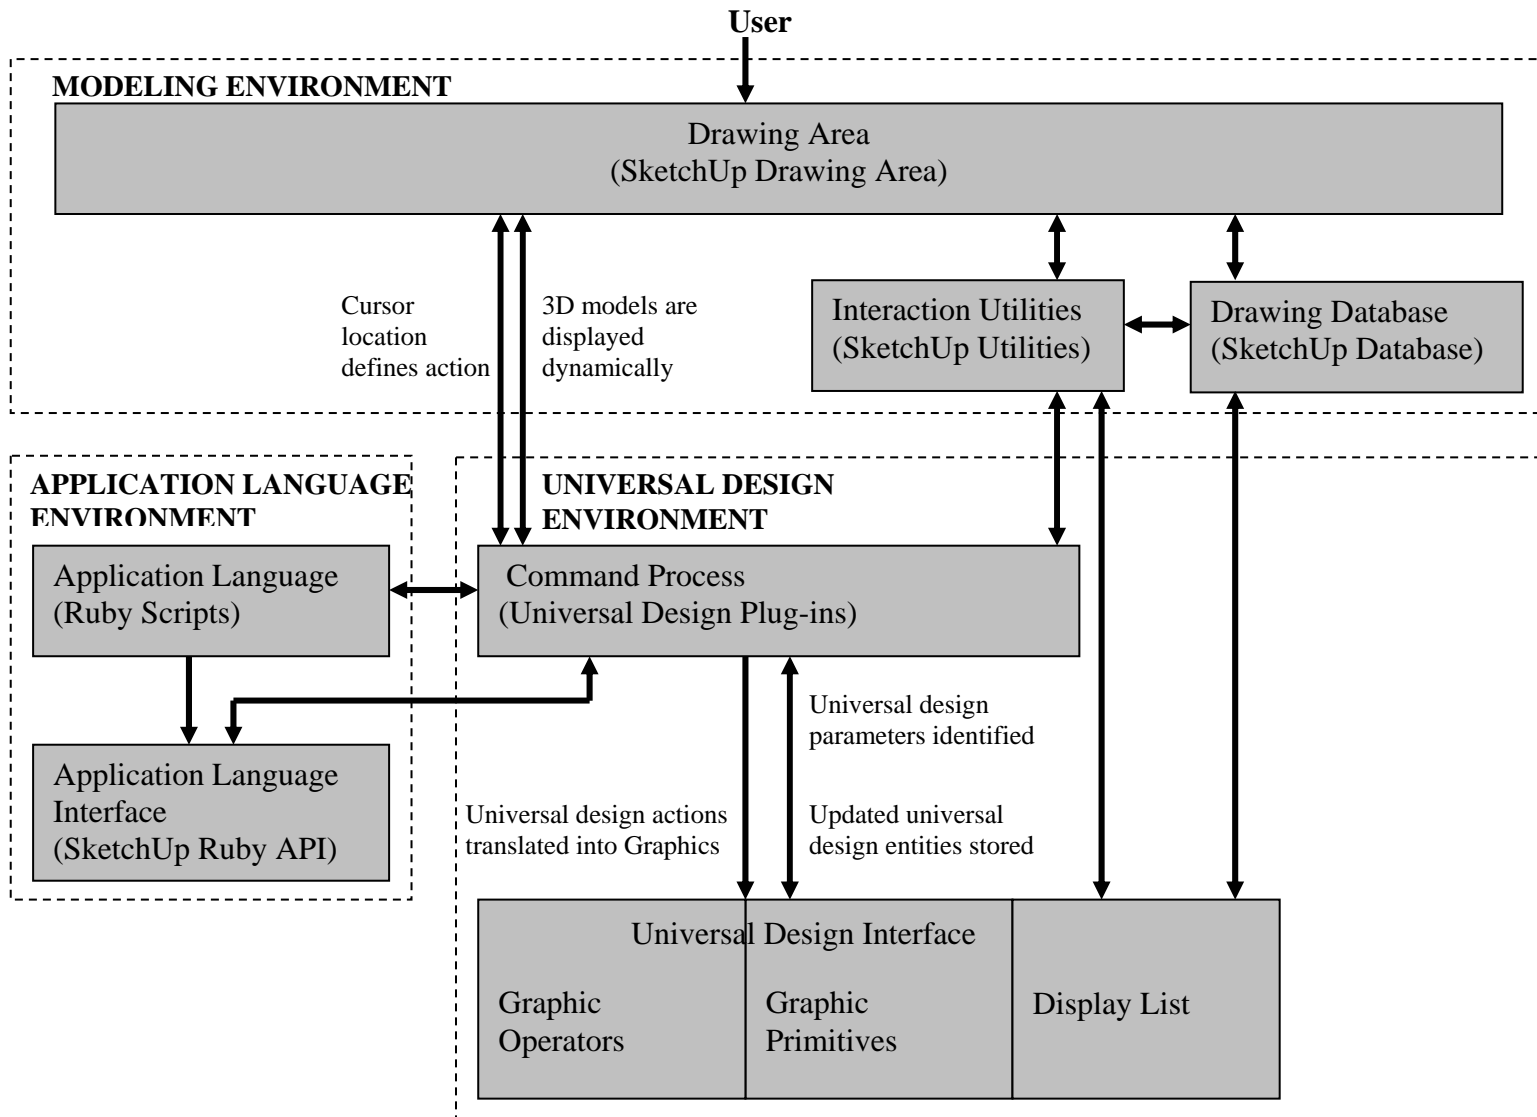 User
MODELING ENVIRONMENT
Drawing Area
(SketchUp Drawing Area)
Cursor
location
defines action
3D models are
displayed
dynamically
Interaction Utilities
(SketchUp Utilities)
Drawing Database
(SketchUp Database)
APPLICATION LANGUAGE
ENVIRONMENT
UNIVERSAL DESIGN
ENVIRONMENT
Application Language
(Ruby Scripts)
Command Process
(Universal Design Plug-ins)
Application Language
Interface
(SketchUp Ruby API)
Universal design
parameters identified
Universal design actions
translated into Graphics
Updated universal
design entities stored
Universal Design Interface
Graphic
Operators
Graphic
Primitives
Display List